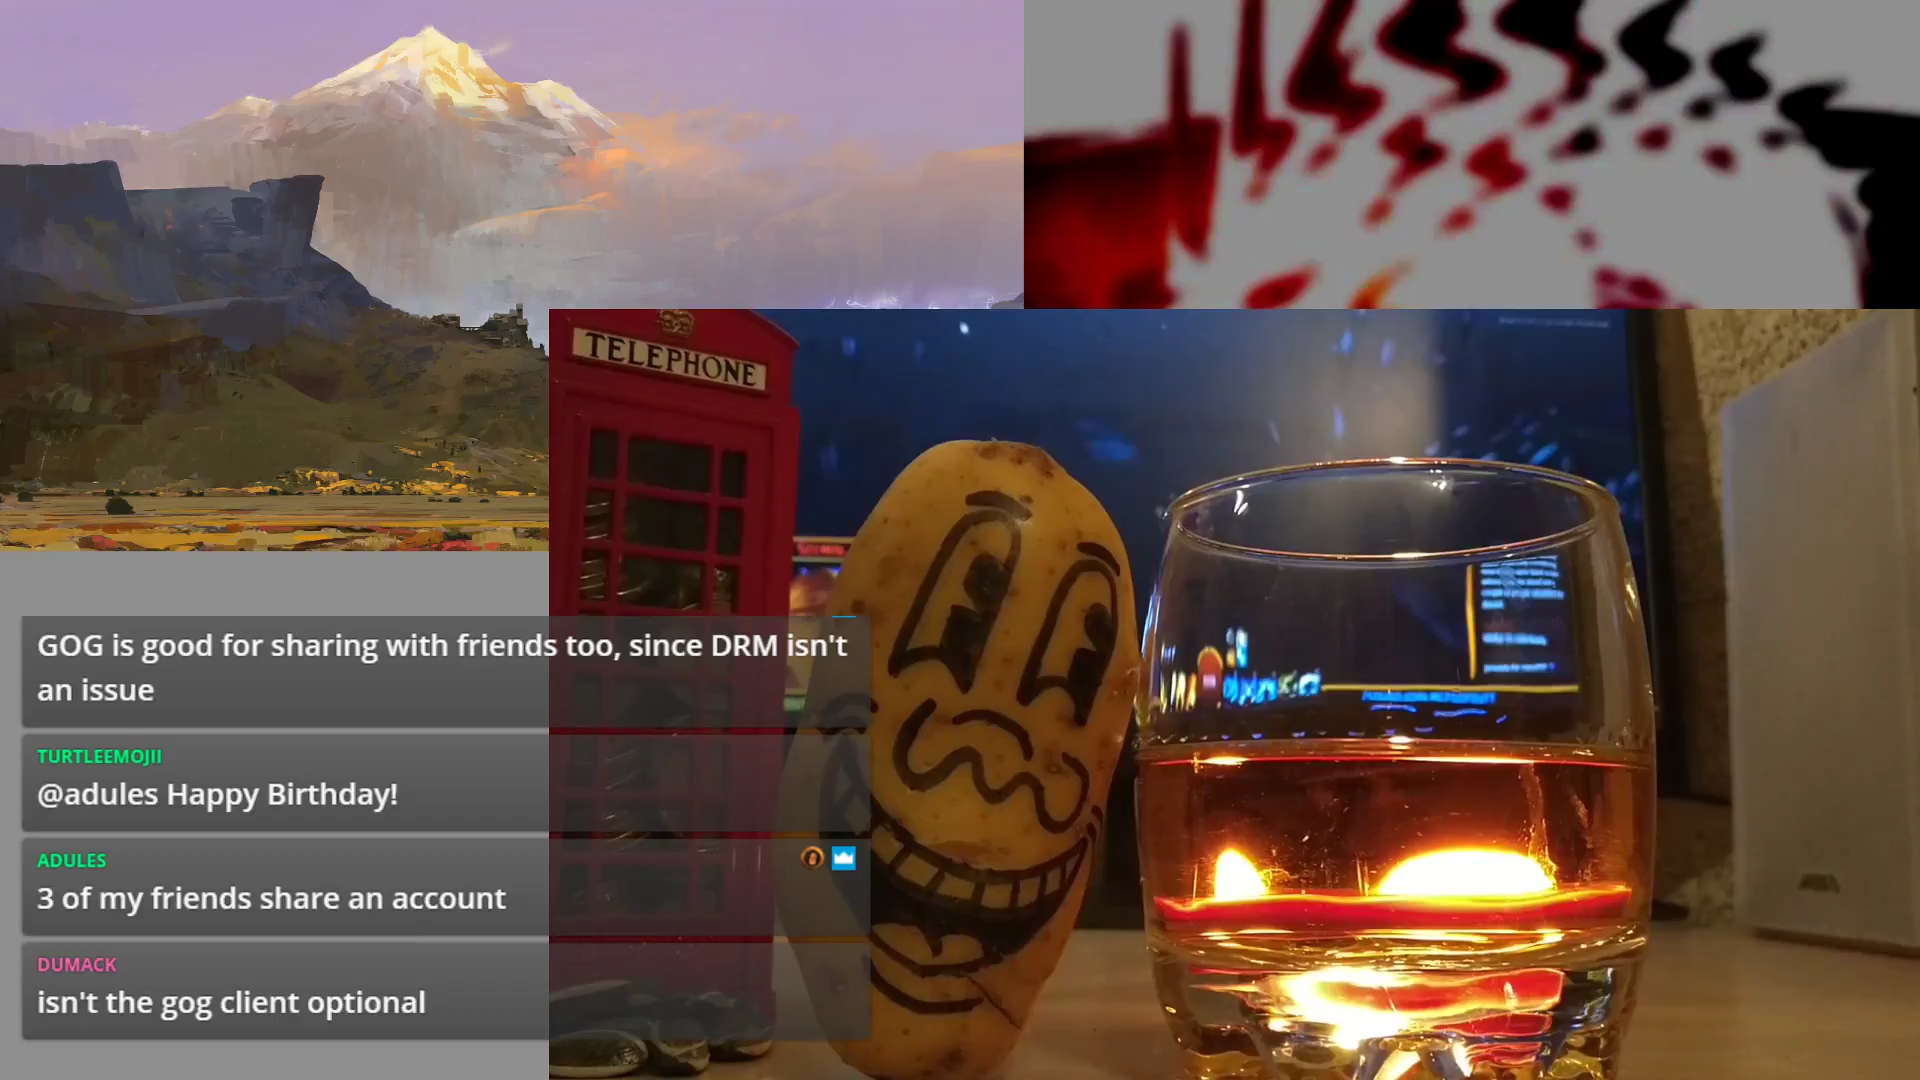 TELEPHONE
GOG is good for sharing with friends too, since DRM isn't
an issue
TURTLEEMOJII
@adules Happy Birthday!
ADULES
3 of my friends share an account
DUMACK
isn't the gog client optional